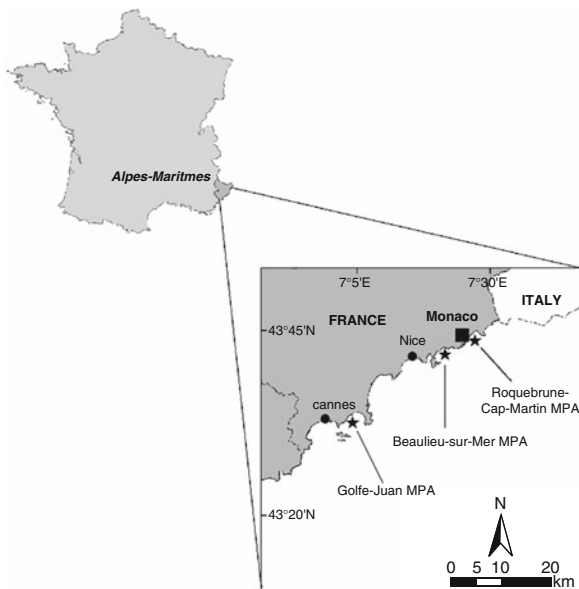 Alpes-Maritmes
7°5'E
7°30'E
ITALY
FRANCE
Monaco
43°45'N
Nice
Roquebrune-
Cap-Martin MPA
cannes
Beaulieu-sur-Mer MPA
Golfe-Juan MPA
43°20'N
N
0 5 10 20
km